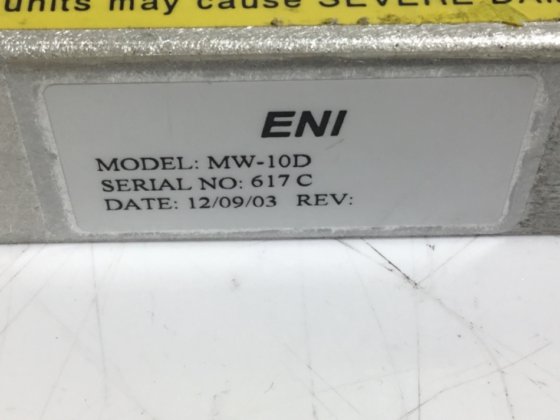 units may cause SEVERE
ENI
MODEL: MW-10D
SERIAL NO: 617 C
DATE: 12/09/03 REV: